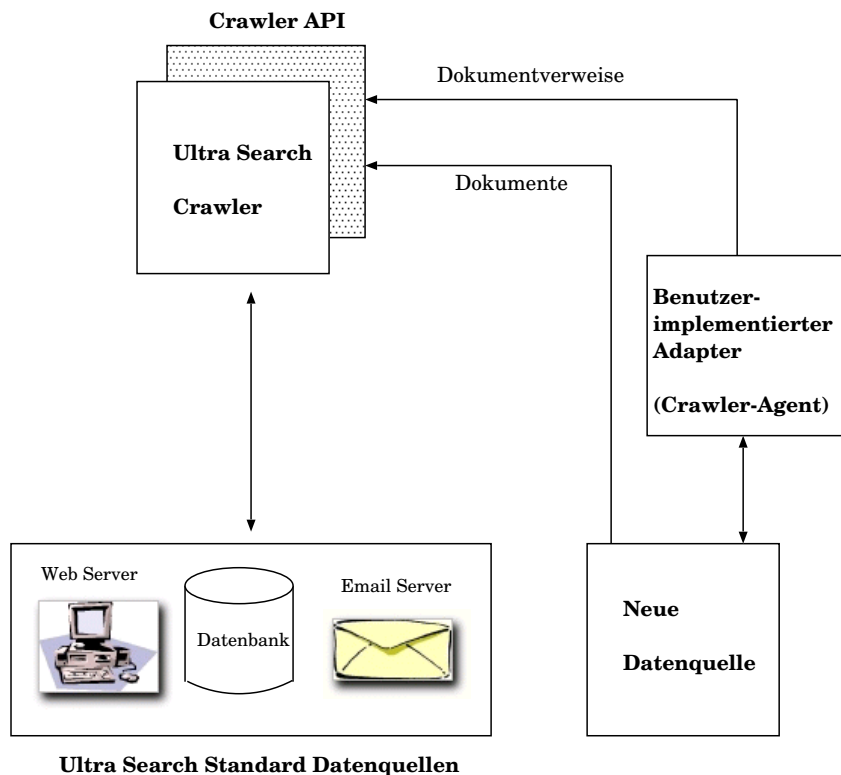 Crawler API
Dokumentverweise
Ultra Search
Crawler
Dokumente
Benutzer-
implementierter
Adapter
(Crawler-Agent)
Web Server
Datenbank
Email Server
Neue
Datenquelle
Ultra Search Standard Datenquellen